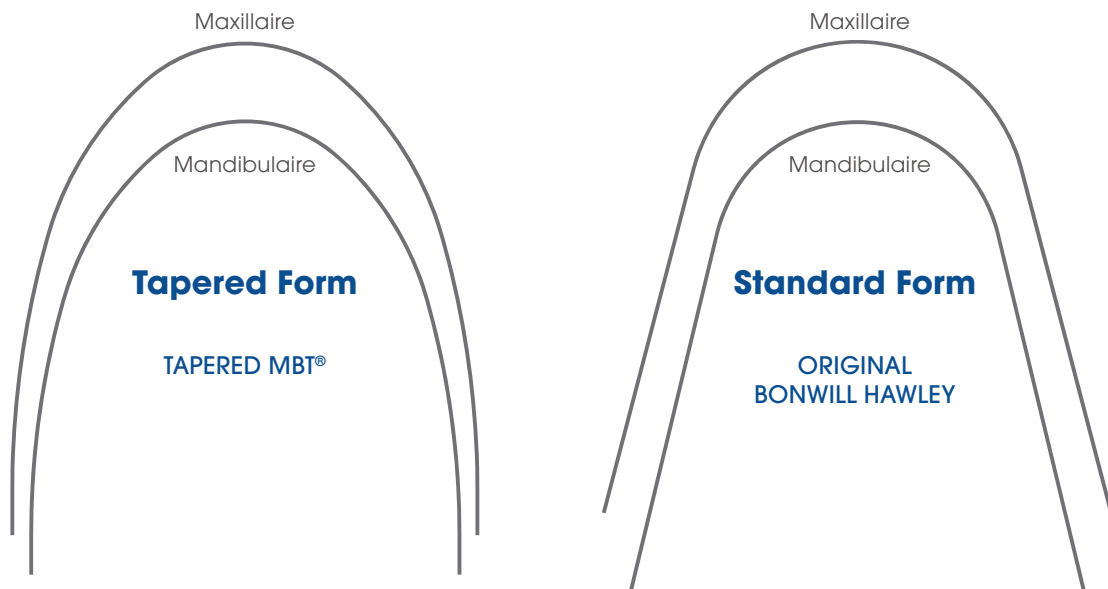 Maxillaire
Mandibulaire
Tapered Form
TAPERED MBT®
Maxillaire
Mandibulaire
Standard Form
ORIGINAL
BONWILL HAWLEY